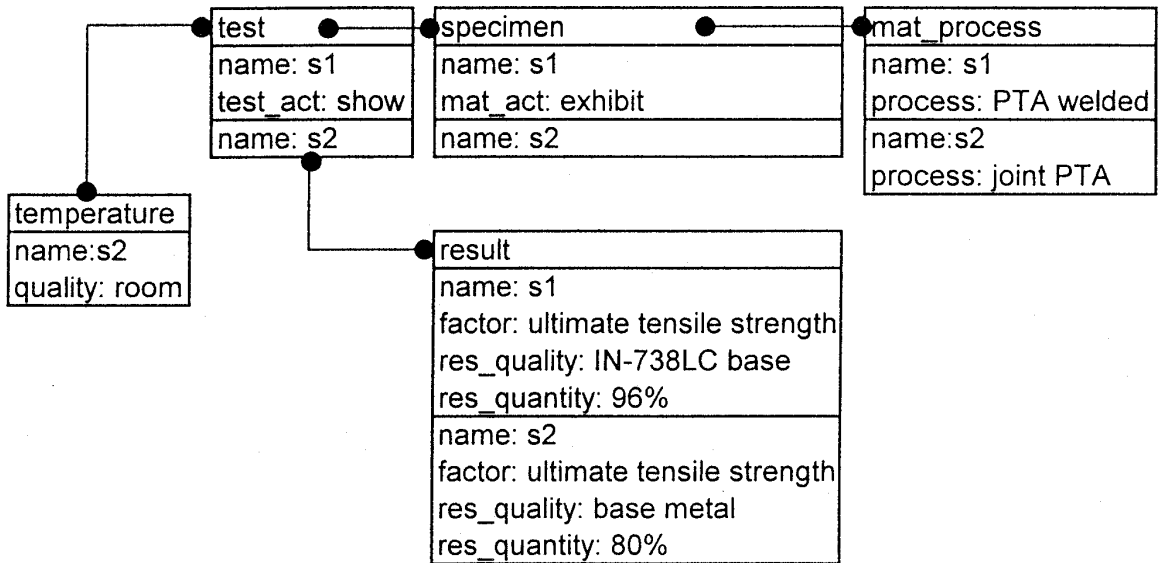 test
name: s1
test_act: show
name: s2
specimen
name: s1
mat_act: exhibit
name: s2
mat_process
name: s1
process: PTA welded
name:s2
process: joint PTA
temperature
name:s2
quality: room
result
name: s1
factor: ultimate tensile strength
res_quality: IN-738LC base
res_quantity: 96%
name: s2
factor: ultimate tensile strength
res_quality: base metal
res_quantity: 80%